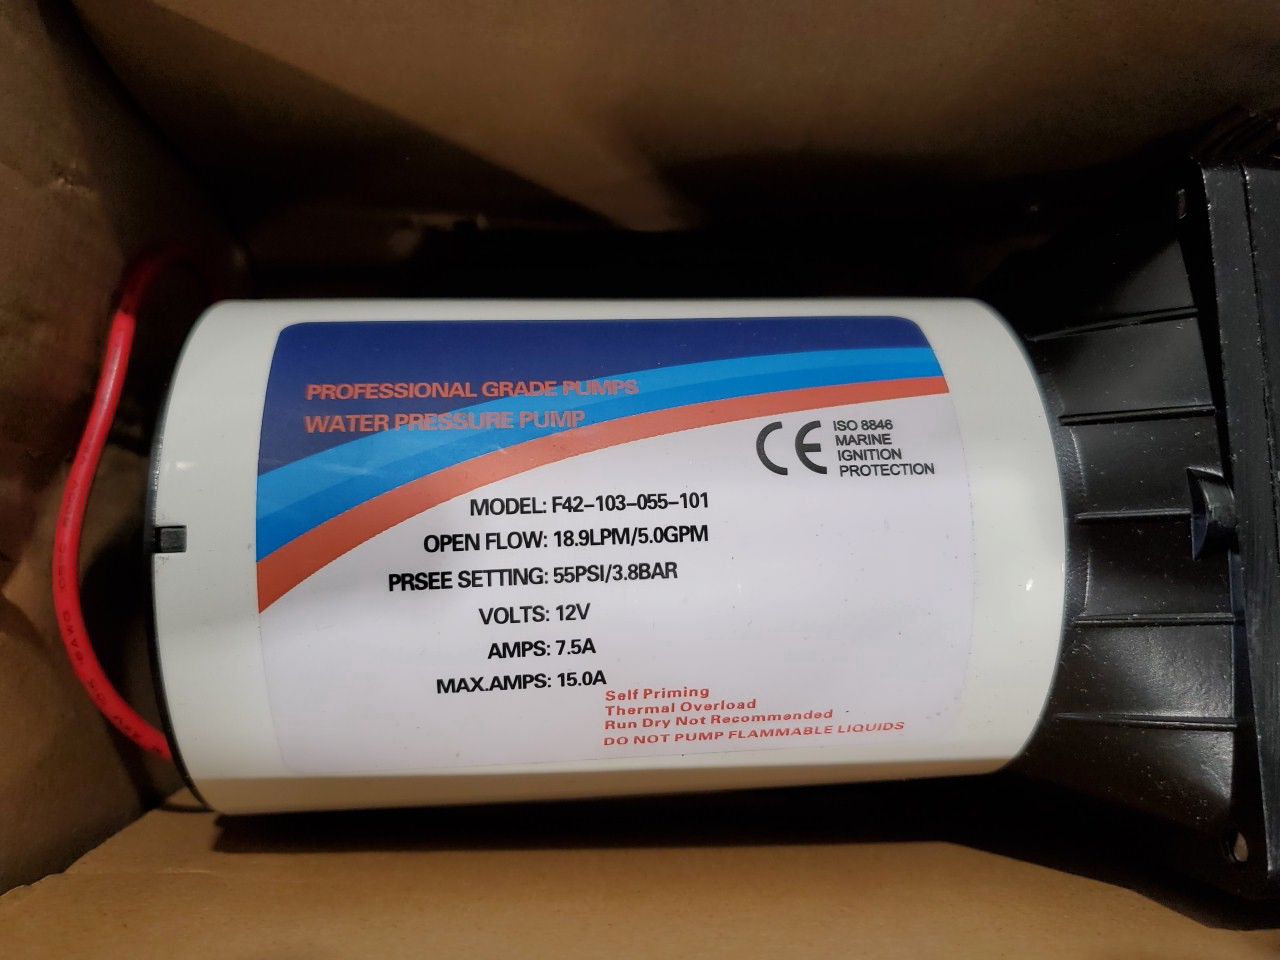 PROFESSIONAL GRADE PUMPS
WATER PRESSURE PUMP
CE
ISO 8846
MARINE
IGNITION
PROTECTION
MODEL: F42-103-055-101
OPEN FLOW: 18.9LPM/5.0GPM
PRSEE SETTING: 55PSI/3.8BAR
VOLTS: 12V
AMPS: 7.5A
MAX.AMPS: 15.0A
Self Priming
Thermal Overload
Run Dry Not Recommended
DO NOT PUMP FLAMMABLE LIQUIDS